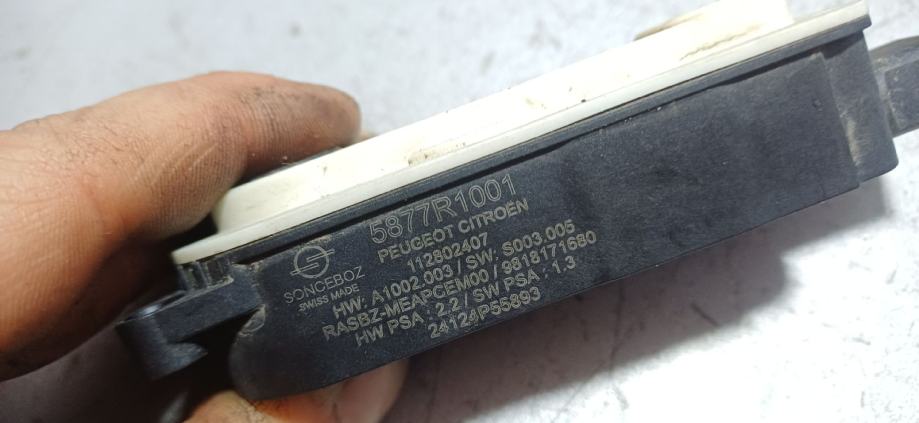 5877R1001
PEUGEOT CITROËN
112802407
HW: A1002.003 / SW: S003.005
RASBZ-MEAPCEM00 / 9818171680
HW PSA : 2.2 / SW PSA : 1.3
24124P55893
SONCEBOZ
SWISS MADE